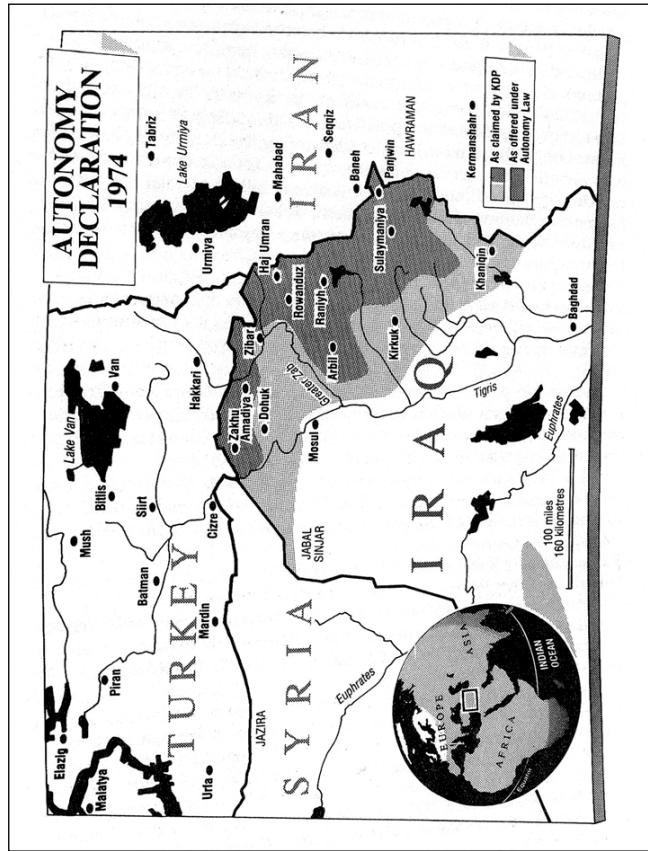 AUTONOMY
DECLARATION
1974
As claimed by KDP
As offered under
Autonomy Law
Elazig
Malatya
Piran
Mush
Bitlis
Lake Van
Van
Batman
Siirt
Hakkari
TURKEY
Urta
Mardin
Cizre
JAZIRA
SYRIA
Euphrates
Lake Urmiya
Tabriz
Urmiya
Mahabad
IRAN
Seqqiz
Baneh
Panjwin
HAWRAMAN
Kermanshahr
Zakhu
Amadiya
Dohuk
Zibar
Haj Umran
Rowanduz
Raniyh
Arbil
Greater Zab
Sulaymaniya
Kirkuk
Khaniqin
Mosul
JABAL
SINJAR
IRAQ
Tigris
Euphrates
Baghdad
100 miles
160 kilometres
EUROPE
ASIA
AFRICA
INDIAN
OCEAN
Equator